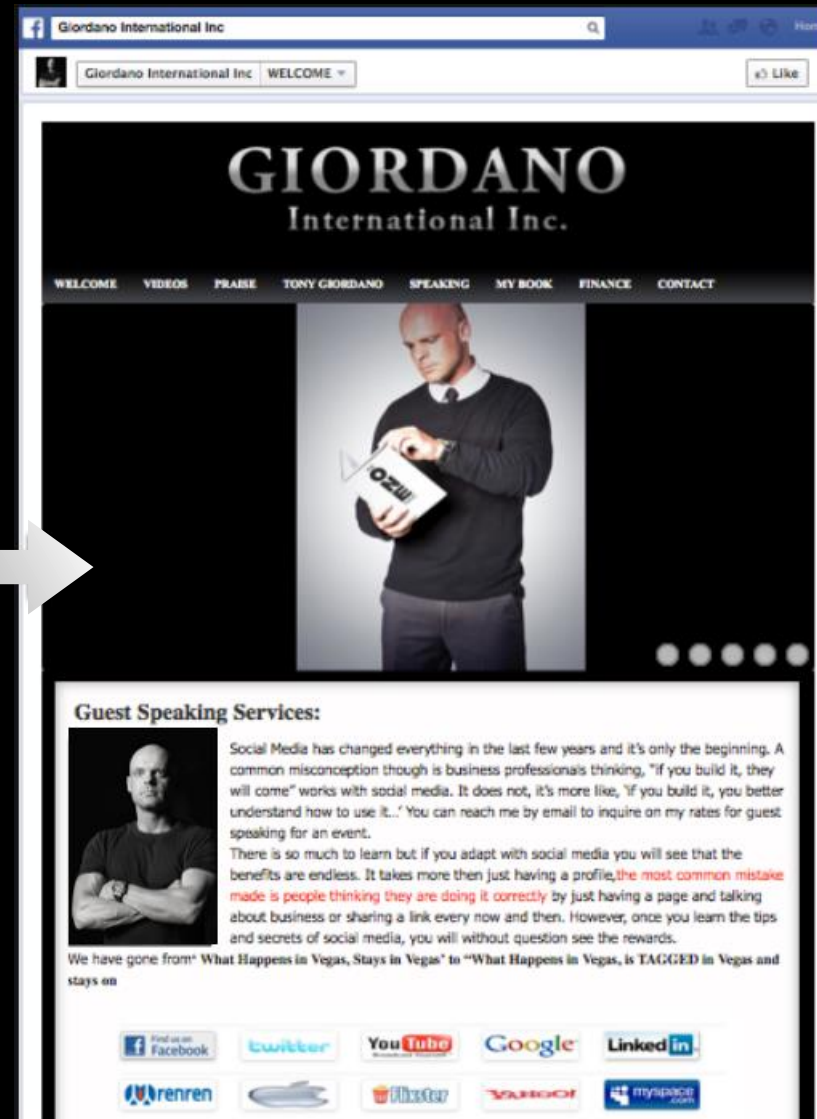 Giordano International Inc
Hom
Giordano International Inc WELCOME
Like
GIORDANO
International Inc.
WELCOME VIDEOS PRAISE TONY GIORDANO SPEAKING MY BOOK FINANCE CONTACT
Guest Speaking Services:
Social Media has changed everything in the last few years and it's only the beginning. A
common misconception though is business professionals thinking, "if you build it, they
will come" works with social media. It does not, it's more like, 'if you build it, you better
understand how to use it...' You can reach me by email to inquire on my rates for guest
speaking for an event.
There is so much to learn but if you adapt with social media you will see that the
benefits are endless. It takes more then just having a profile,the most common mistake
made is people thinking they are doing it correctly by just having a page and talking
about business or sharing a link every now and then. However, once you learn the tips
and secrets of social media, you will without question see the rewards.
We have gone from" What Happens in Vegas, Stays in Vegas" to "What Happens in Vegas, is TAGGED in Vegas and
stays on
Find us on Facebook twitter YouTube Google Linked in
renren Flixster YAHOO! myspace.com